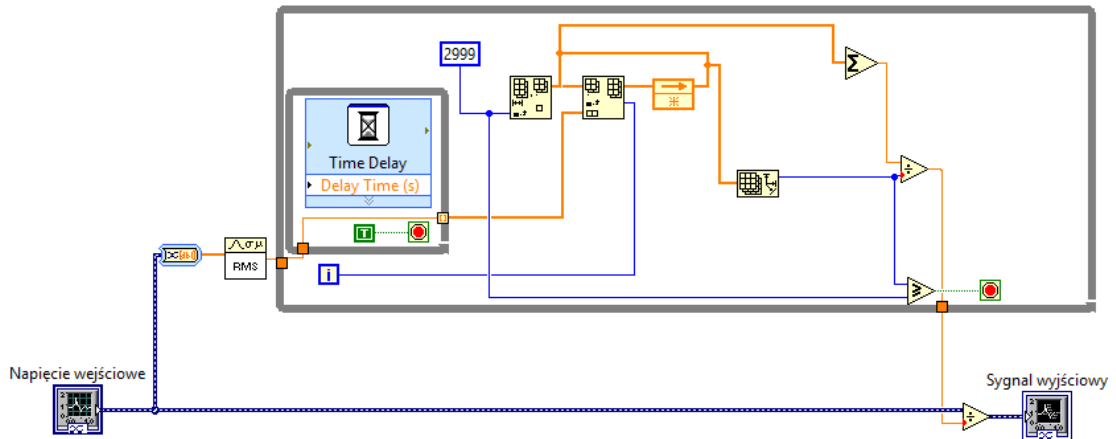 2999
Time Delay
Delay Time (s)
T
i
RMS
Napięcie wejściowe
Sygnal wyjściowy